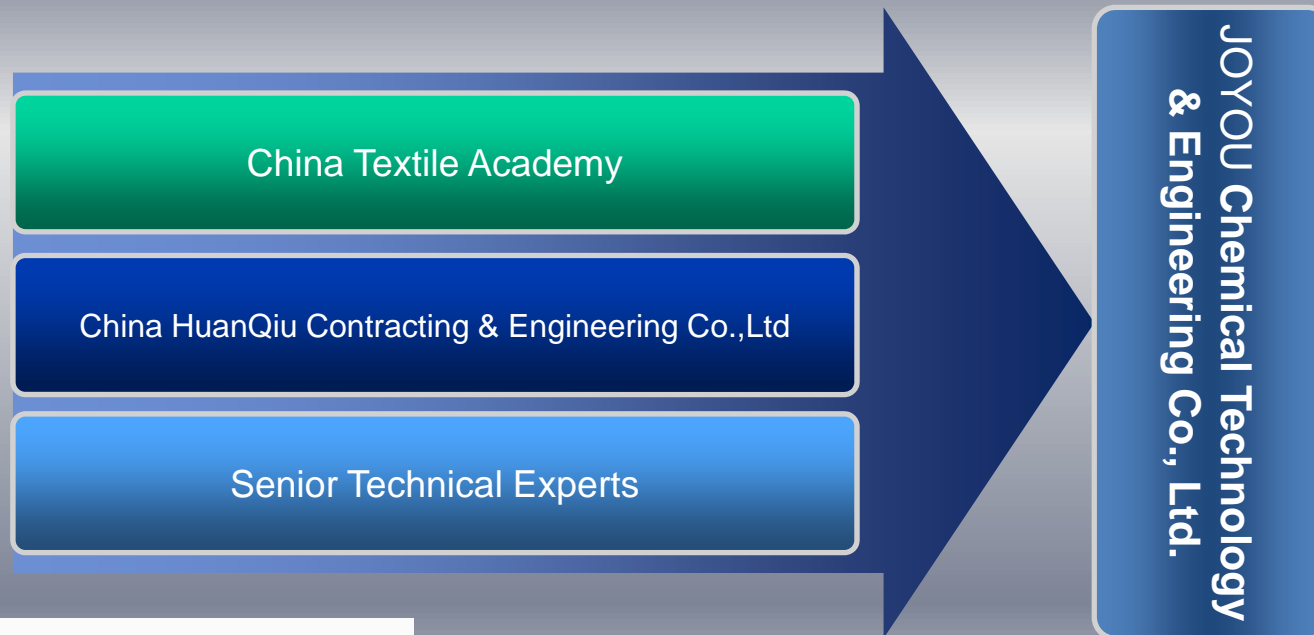 China Textile Academy
China HuanQiu Contracting & Engineering Co.,Ltd
Senior Technical Experts
JOYOU Chemical Technology
& Engineering Co., Ltd.